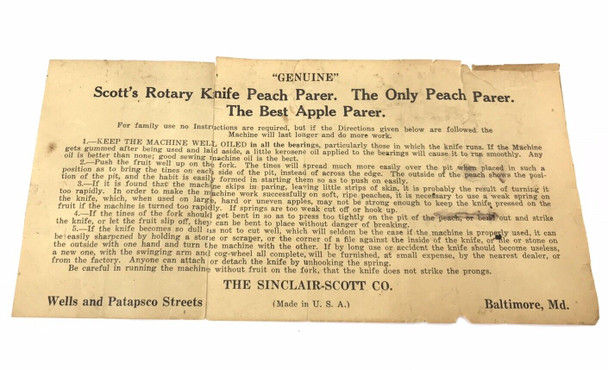 "GENUINE"
Scott's Rotary Knife Peach Parer. The Only Peach Parer.
The Best Apple Parer.
For family use no Instructions are required, but if the Directions given below are followed the
Machine will last longer and do more work.
1.—KEEP THE MACHINE WELL OILED in all the bearings, particularly those in which the knife runs. If the Machine
gets gummed after being used and laid aside, a little kerosene oil applied to the bearings will cause it to run smoothly. Any
oil is better than none; good sewing machine oil is the best.
2.—Push the fruit well up on the fork. The tines will spread much more easily over the pit when placed in such a
position as to bring the tines on each side of the pit, instead of across the edge. The outside of the peach shows the posi-
tion of the pit, and the habit is easily formed in starting them so as to push on easily.
3.—If it is found that the machine skips in paring, leaving little strips of skin, it is probably the result of turning it
too rapidly. In order to make the machine work successfully on soft, ripe peaches, it is necessary to use a weak spring on
the knife, which, when used on large, hard or uneven apples, may not be strong enough to keep the knife pressed on the
fruit if the machine is turned too rapidly. If springs are too weak cut off or hook up.
4.—If the tines of the fork should get bent in so as to press too tightly on the pit of the peach, or bent out and strike
the knife, or let the fruit slip off, they can be bent to place without danger of breaking.
5.—If the knife becomes so dull as not to cut well, which will seldom be the case if the machine is properly used, it can
be easily sharpened by holding a stone or scraper, or the corner of a file against the inside of the knife, or file or stone on
the outside with one hand and turn the machine with the other. If by long use or accident the knife should become useless,
a new one, with the swinging arm and cog-wheel all complete, will be furnished, at small expense, by the nearest dealer, or
from the factory. Anyone can attach or detach the knife by unhooking the spring.
Be careful in running the machine without fruit on the fork, that the knife does not strike the prongs.
THE SINCLAIR-SCOTT CO.
Wells and Patapsco Streets (Made in U. S. A.) Baltimore, Md.